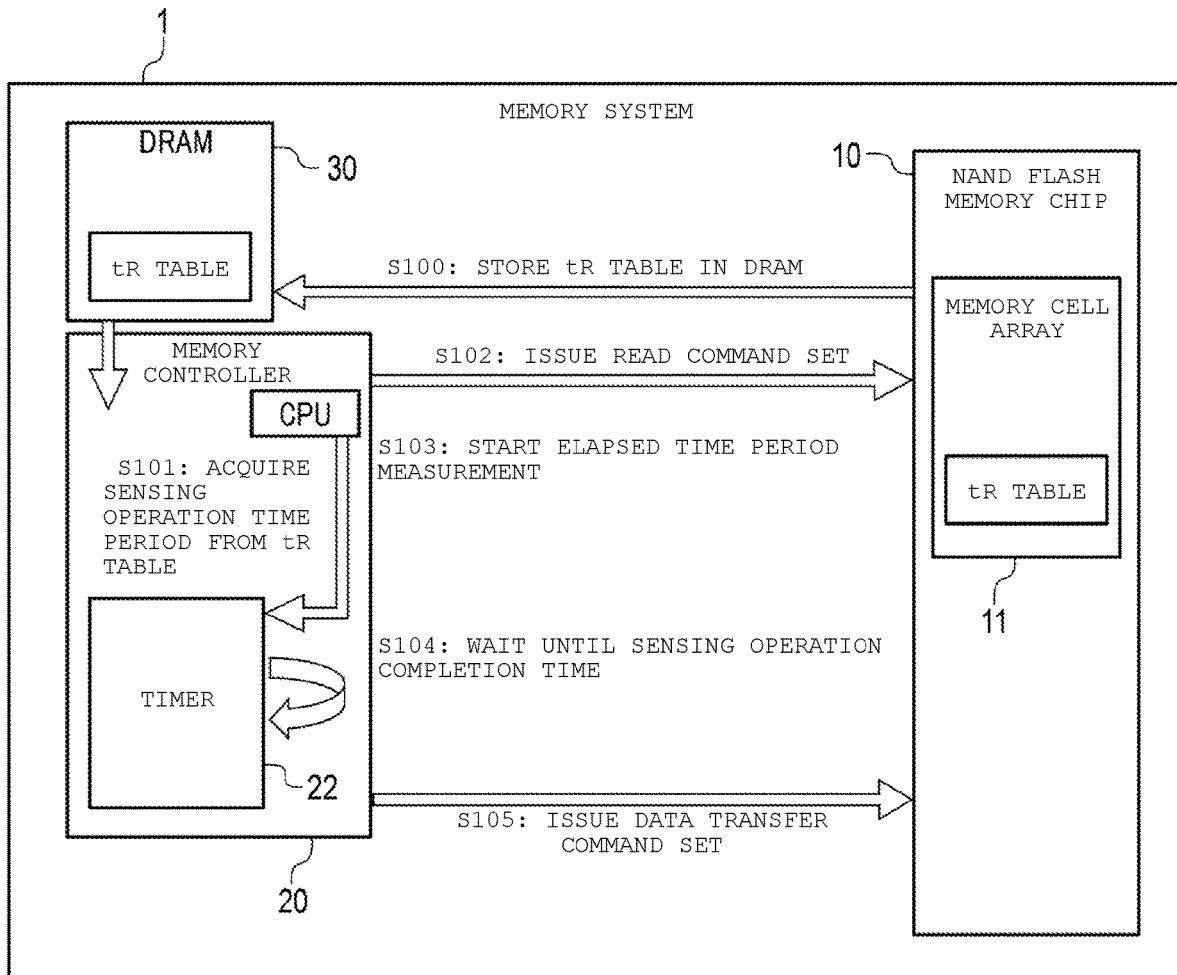 1
MEMORY SYSTEM
DRAM
30
tR TABLE
10
NAND FLASH
MEMORY CHIP
S100: STORE tR TABLE IN DRAM
MEMORY CELL
ARRAY
tR TABLE
11
MEMORY
CONTROLLER
CPU
S102: ISSUE READ COMMAND SET
S103: START ELAPSED TIME PERIOD
MEASUREMENT
S101: ACQUIRE
SENSING
OPERATION TIME
PERIOD FROM tR
TABLE
S104: WAIT UNTIL SENSING OPERATION
COMPLETION TIME
TIMER
22
S105: ISSUE DATA TRANSFER
COMMAND SET
20